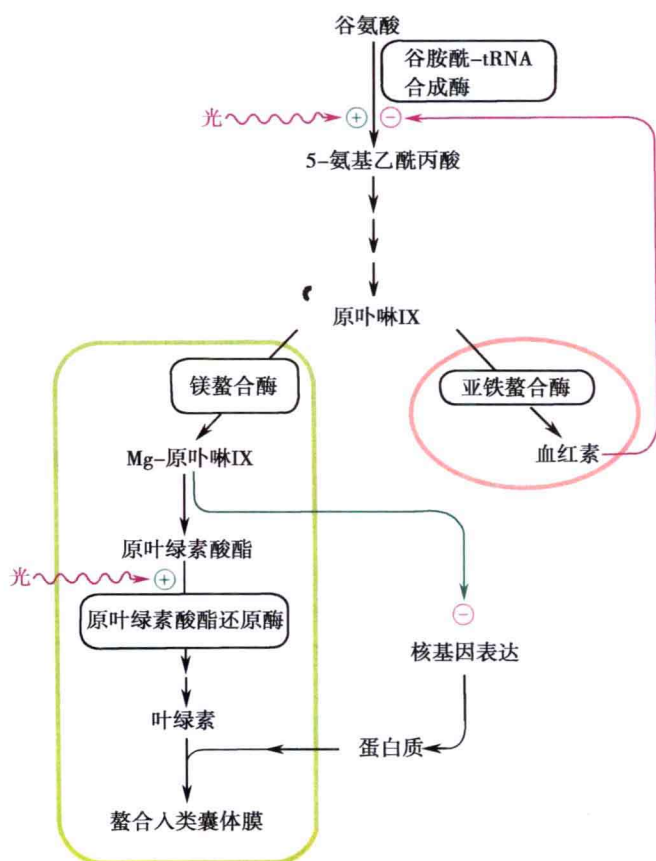 谷氨酸
谷胺酰-tRNA
合成酶
光
+
-
5-氨基乙酰丙酸
原卟啉IX
镁螯合酶
亚铁螯合酶
Mg-原卟啉IX
血红素
原叶绿素酸酯
光
+
-
原叶绿素酸酯还原酶
核基因表达
叶绿素
蛋白质
螯合入类囊体膜